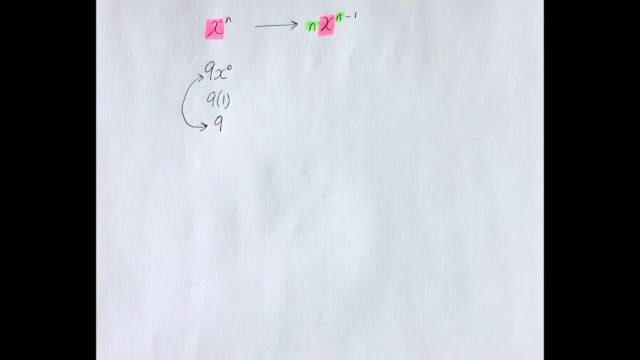 xⁿ → nxⁿ⁻¹
9x⁰
9(1)
9